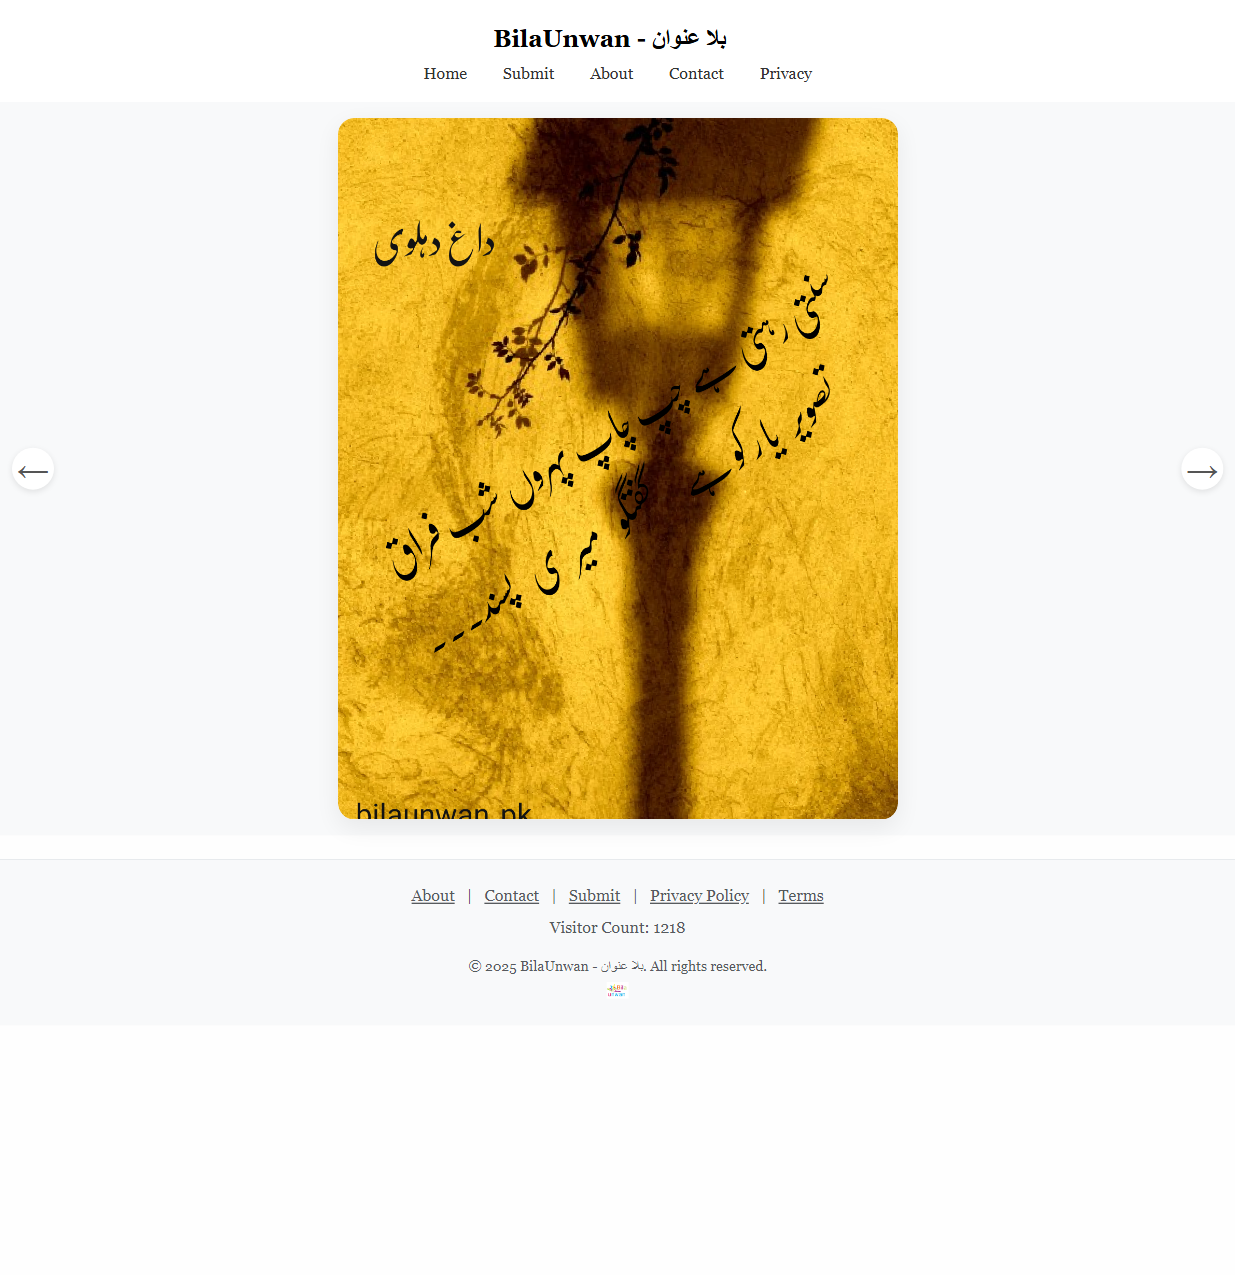 BilaUnwan - بلا عنوان
Home Submit About Contact Privacy
داغ دہلوی
سنتی رہتی ہے چپ چاپ پہروں شب فراق
تصویر یار کو ہے گفتگو میر ی پسند۔۔۔
bilaunwan.pk
←
→
About | Contact | Submit | Privacy Policy | Terms
Visitor Count: 1218
© 2025 BilaUnwan - بلا عنوان. All rights reserved.